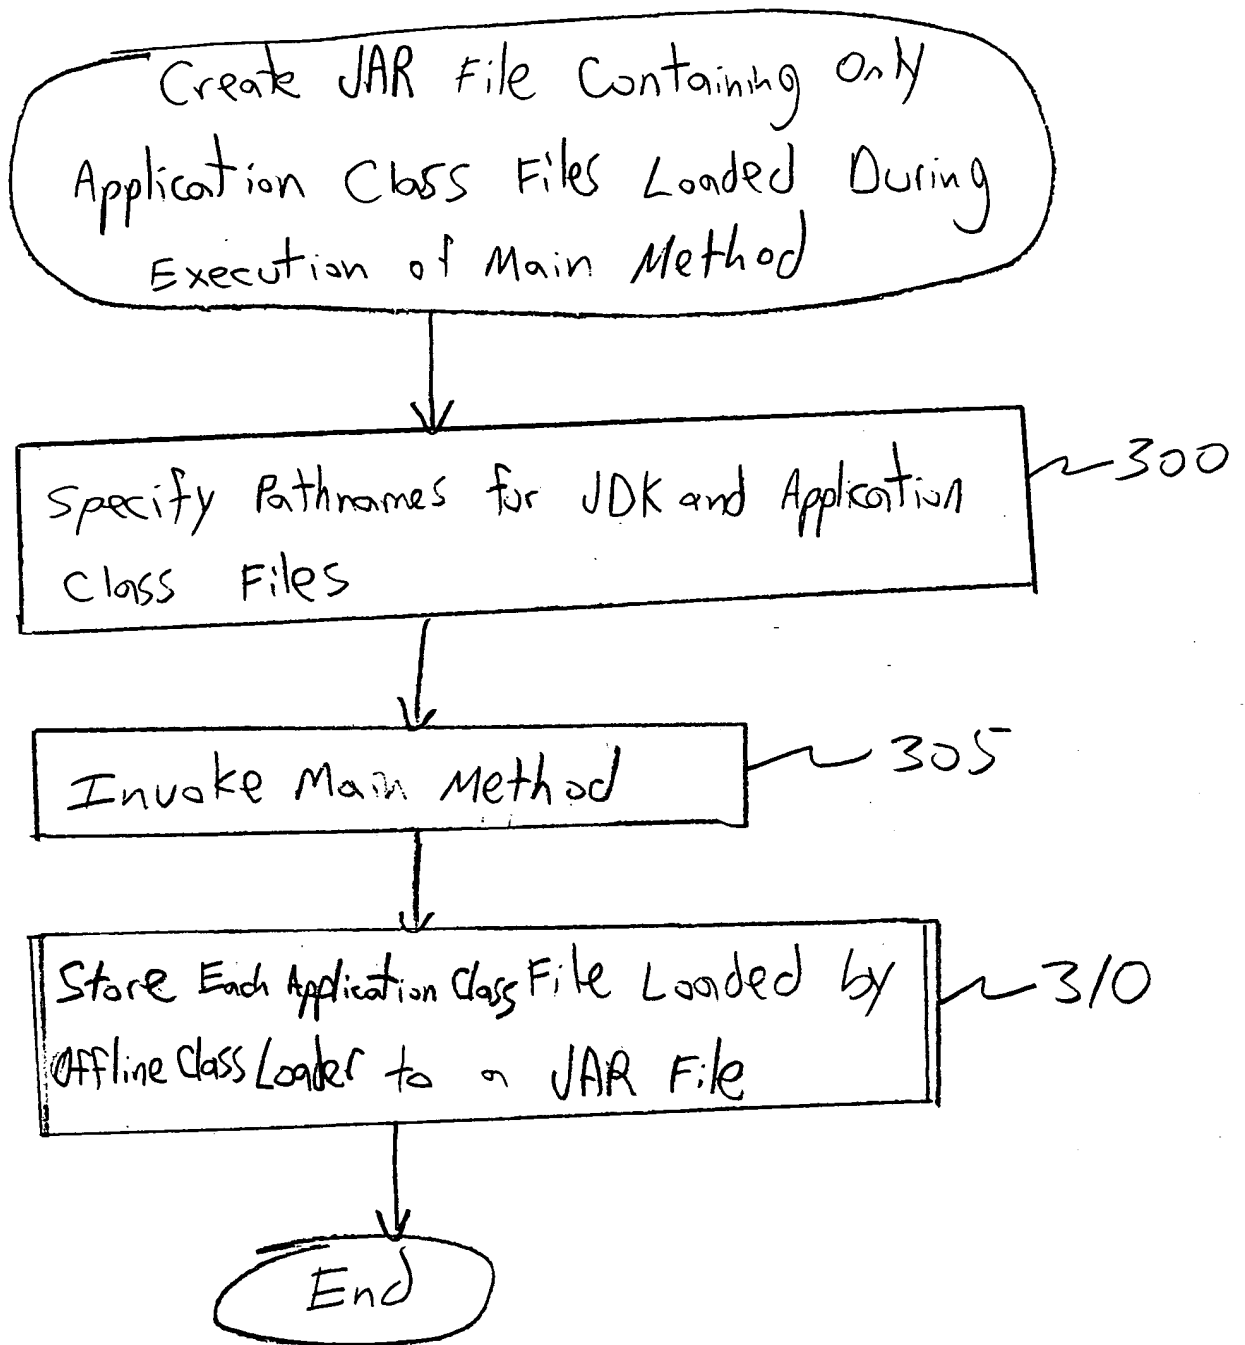 Create JAR File Containing Only
Application Class Files Loaded During
Execution of Main Method
Specify Pathnames for JDK and Application
Class Files
300
Invoke Main Method
305
Store Each Application Class File Loaded by
Offline Class Loader to a JAR File
310
End